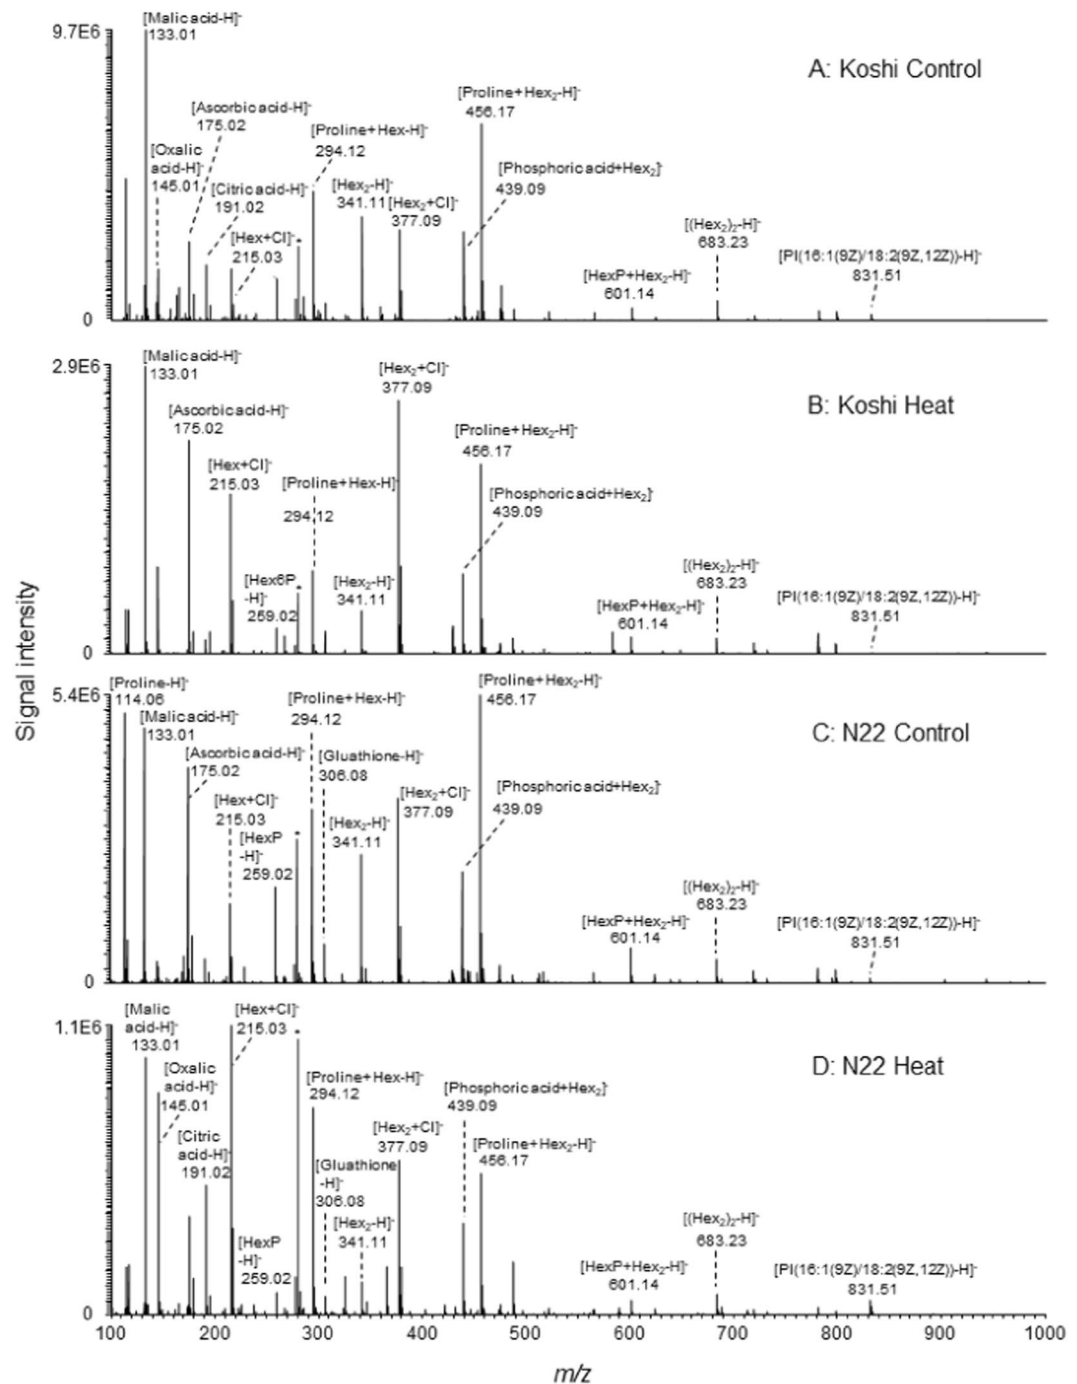 [Malic acid-H]-
9.7E6
133.01
A: Koshi Control
[Proline+Hex2-H]-
456.17
[Ascorbic acid-H]-
175.02
[Proline+Hex-H]-
294.12
[Oxalic
acid-H]-
145.01
[Phosphoric acid+Hex2]-
439.09
[Citric acid-H]-
191.02
[Hex2-H]-
341.11
[Hex2+Cl]-
377.09
[Hex+Cl]-
215.03
*
[(Hex2)2-H]-
683.23
[HexP+Hex2-H]-
601.14
[PI(16:1(9Z)/18:2(9Z,12Z))-H]-
831.51
0
[Malic acid-H]-
2.9E6
133.01
[Hex2+Cl]-
377.09
B: Koshi Heat
[Ascorbic acid-H]-
175.02
[Proline+Hex2-H]-
456.17
[Hex+Cl]-
215.03
[Proline+Hex-H]-
294.12
[Phosphoric acid+Hex2]-
439.09
[Hex6P
-H]-
259.02
*
[Hex2-H]-
341.11
[(Hex2)2-H]-
683.23
[HexP+Hex2-H]-
601.14
[PI(16:1(9Z)/18:2(9Z,12Z))-H]-
831.51
0
Signal intensity
[Proline-H]-
5.4E6
114.06
[Malic acid-H]-
133.01
[Proline+Hex-H]-
294.12
[Proline+Hex2-H]-
456.17
C: N22 Control
[Ascorbic acid-H]-
175.02
[Gluathione-H]-
306.08
[Hex+Cl]-
215.03
[Hex2+Cl]-
377.09
[Phosphoric acid+Hex2]-
439.09
[HexP
-H]-
259.02
*
[Hex2-H]-
341.11
[(Hex2)2-H]-
683.23
[HexP+Hex2-H]-
601.14
[PI(16:1(9Z)/18:2(9Z,12Z))-H]-
831.51
0
[Malic
acid-H]-
133.01
1.1E6
[Hex+Cl]-
215.03
*
D: N22 Heat
[Oxalic
acid-H]-
145.01
[Proline+Hex-H]-
294.12
[Phosphoric acid+Hex2]-
439.09
[Citric
acid-H]-
191.02
[Hex2+Cl]-
377.09
[Proline+Hex2-H]-
456.17
[Gluathione
-H]-
306.08
[Hex2-H]-
341.11
[HexP
-H]-
259.02
[(Hex2)2-H]-
683.23
[HexP+Hex2-H]-
601.14
[PI(16:1(9Z)/18:2(9Z,12Z))-H]-
831.51
0
100 200 300 400 500 600 700 800 900 1000
m/z